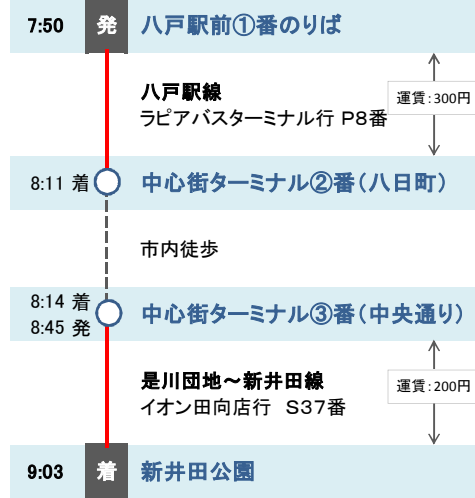 7:50 発 八戸駅前①番のりば
八戸駅線
ラピアバスターミナル行 P8番
運賃:300円
8:11 着 中心街ターミナル②番(八日町)
市内徒歩
8:14 着
8:45 発
中心街ターミナル③番(中央通り)
是川団地~新井田線
イオン田向店行 S37番
運賃:200円
9:03 着 新井田公園